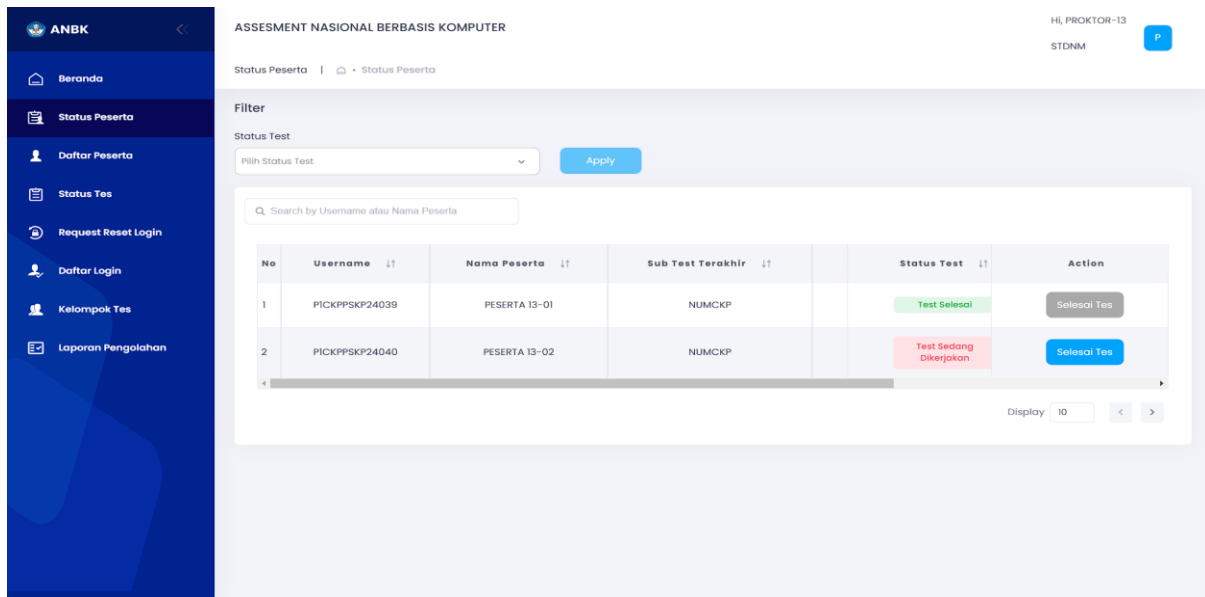 ANBK
Beranda
Status Peserta
Daftar Peserta
Status Tes
Request Reset Login
Daftar Login
Kelompok Tes
Laporan Pengolahan
ASSESMENT NASIONAL BERBASIS KOMPUTER
Hi, PROKTOR-13
STDNM
P
Status Peserta | • Status Peserta
Filter
Status Test
Pilih Status Test
Apply
Search by Username atau Nama Peserta
No Username Nama Peserta Sub Test Terakhir Status Test Action
1 P1CKPPSKP24039 PESERTA 13-01 NUMCKP Test Selesai Selesai Tes
2 P1CKPPSKP24040 PESERTA 13-02 NUMCKP Test Sedang Dikerjakan Selesai Tes
Display 10 < >